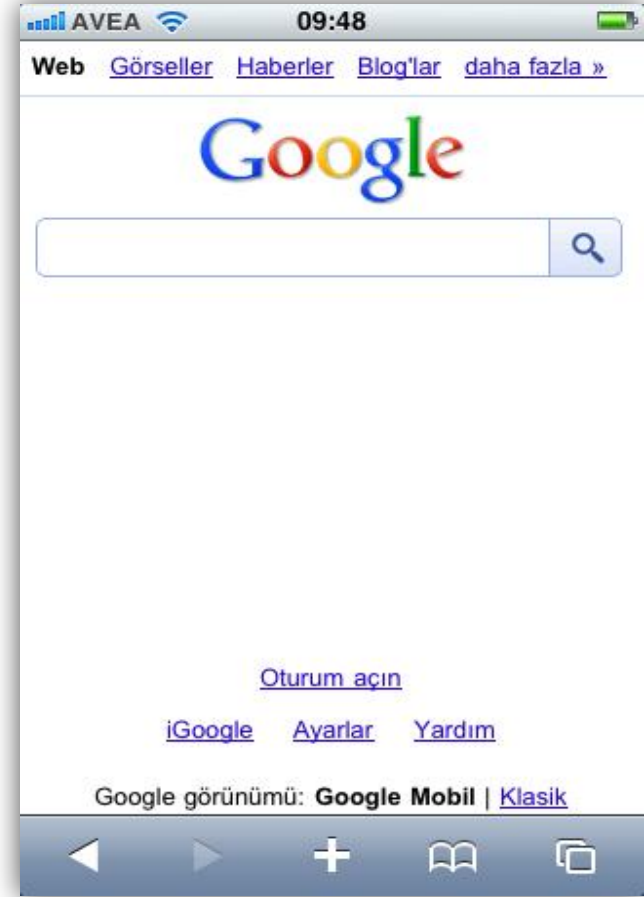 AVEA 09:48
Web Görseller Haberler Blog'lar daha fazla »
Google
Oturum açın
iGoogle Ayarlar Yardım
Google görünümü: Google Mobil | Klasik